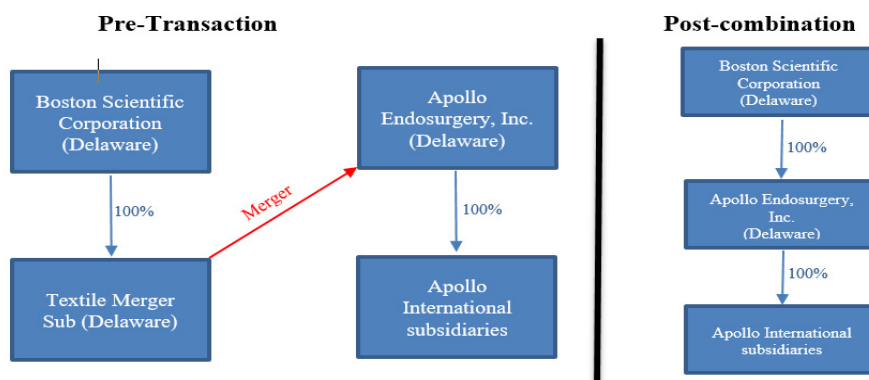 Pre-Transaction
Post-combination
Boston Scientific
Corporation
(Delaware)
Apollo
Endosurgery, Inc.
(Delaware)
100%
Merger
100%
Textile Merger
Sub (Delaware)
Apollo
International
subsidiaries
Boston Scientific
Corporation
(Delaware)
100%
Apollo Endosurgery,
Inc.
(Delaware)
100%
Apollo International
subsidiaries